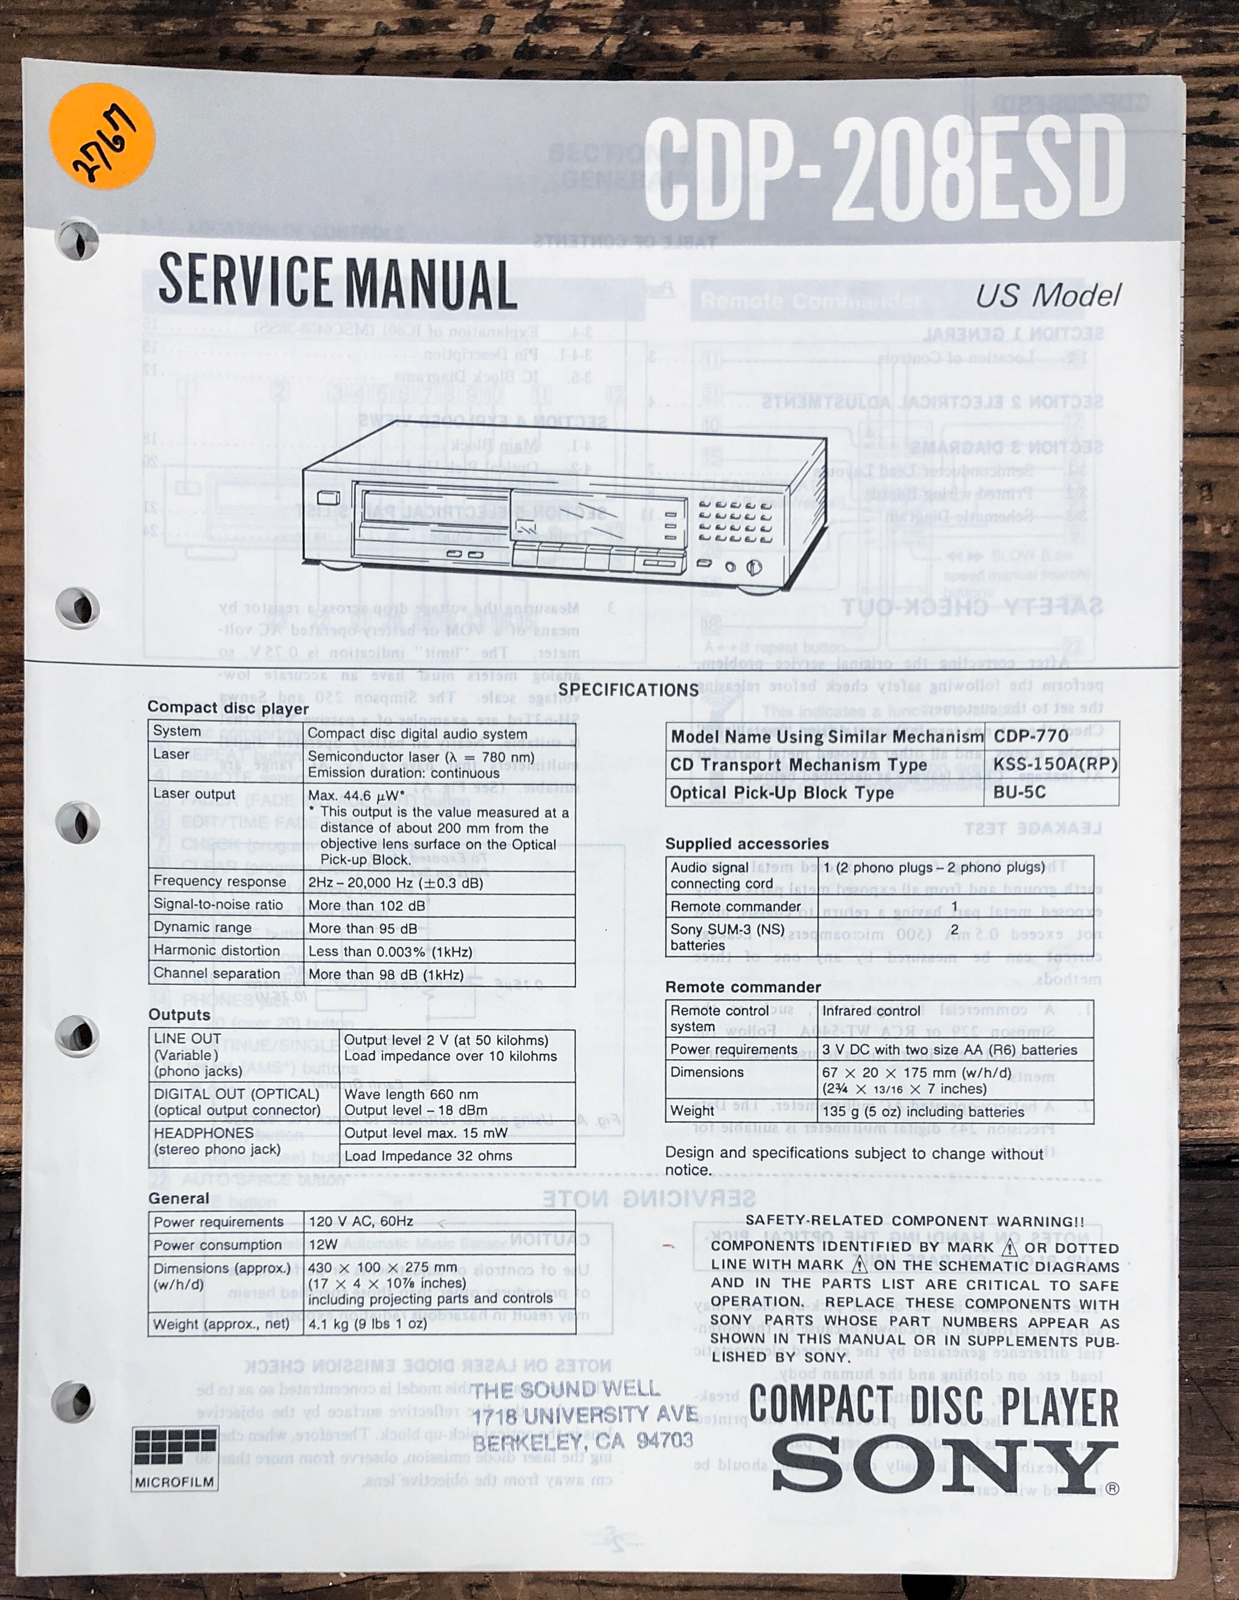 2767
CDP-208ESD
SERVICE MANUAL
US Model
SPECIFICATIONS
Compact disc player
System Compact disc digital audio system
Laser Semiconductor laser (λ = 780 nm)
Emission duration: continuous
Laser output Max. 44.6 μW*
* This output is the value measured at a
distance of about 200 mm from the
objective lens surface on the Optical
Pick-up Block.
Frequency response 2Hz – 20,000 Hz (±0.3 dB)
Signal-to-noise ratio More than 102 dB
Dynamic range More than 95 dB
Harmonic distortion Less than 0.003% (1kHz)
Channel separation More than 98 dB (1kHz)
Outputs
LINE OUT Output level 2 V (at 50 kilohms)
(Variable) Load impedance over 10 kilohms
(phono jacks)
DIGITAL OUT (OPTICAL) Wave length 660 nm
(optical output connector) Output level – 18 dBm
HEADPHONES Output level max. 15 mW
(stereo phono jack) Load Impedance 32 ohms
General
Power requirements 120 V AC, 60Hz
Power consumption 12W
Dimensions (approx.) 430 × 100 × 275 mm
(w/h/d) (17 × 4 × 10⅞ inches)
including projecting parts and controls
Weight (approx., net) 4.1 kg (9 lbs 1 oz)
Model Name Using Similar Mechanism CDP-770
CD Transport Mechanism Type KSS-150A(RP)
Optical Pick-Up Block Type BU-5C
Supplied accessories
Audio signal 1 (2 phono plugs – 2 phono plugs)
connecting cord
Remote commander 1
Sony SUM-3 (NS) 2
batteries
Remote commander
Remote control Infrared control
system
Power requirements 3 V DC with two size AA (R6) batteries
Dimensions 67 × 20 × 175 mm (w/h/d)
(2¾ × 13/16 × 7 inches)
Weight 135 g (5 oz) including batteries
Design and specifications subject to change without
notice.
SAFETY-RELATED COMPONENT WARNING!!
COMPONENTS IDENTIFIED BY MARK ⚠ OR DOTTED
LINE WITH MARK ⚠ ON THE SCHEMATIC DIAGRAMS
AND IN THE PARTS LIST ARE CRITICAL TO SAFE
OPERATION. REPLACE THESE COMPONENTS WITH
SONY PARTS WHOSE PART NUMBERS APPEAR AS
SHOWN IN THIS MANUAL OR IN SUPPLEMENTS PUB-
LISHED BY SONY.
THE SOUND WELL
1718 UNIVERSITY AVE
BERKELEY, CA 94703
MICROFILM
COMPACT DISC PLAYER
SONY®